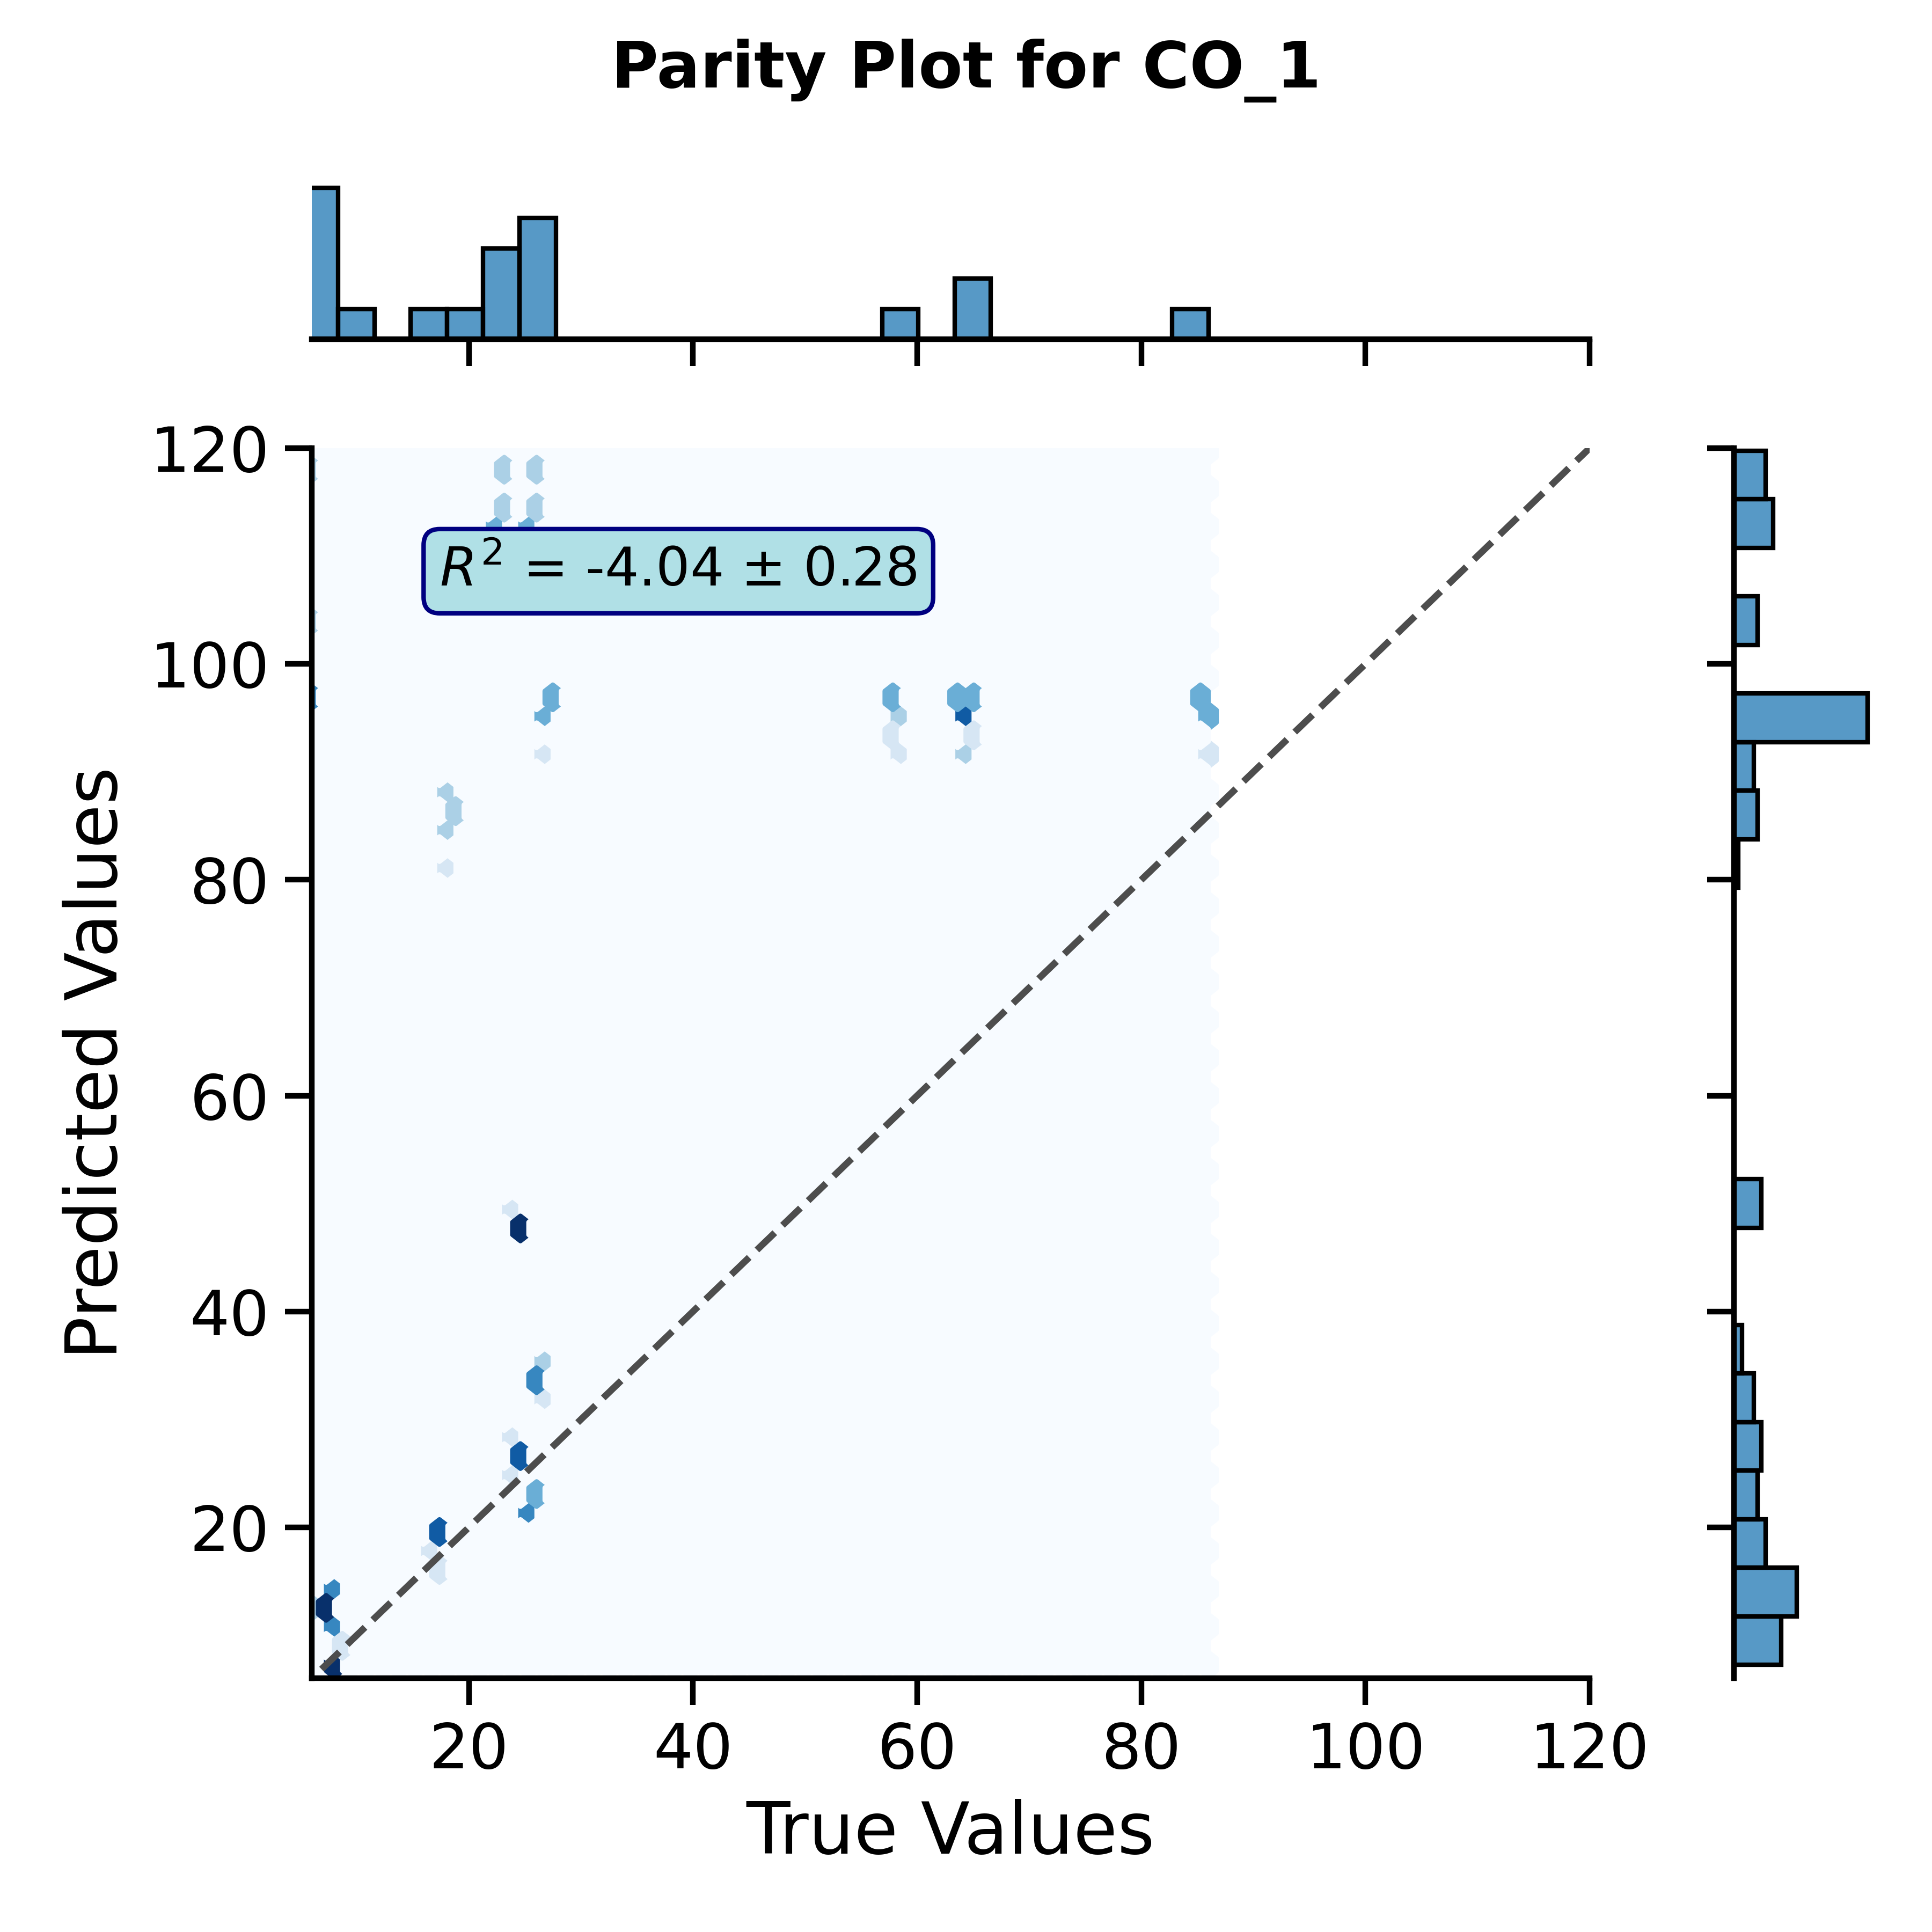 Parity Plot for CO_1
120
R² = -4.04 ± 0.28
100
80
60
40
20
Predicted Values
20 40 60 80 100 120
True Values